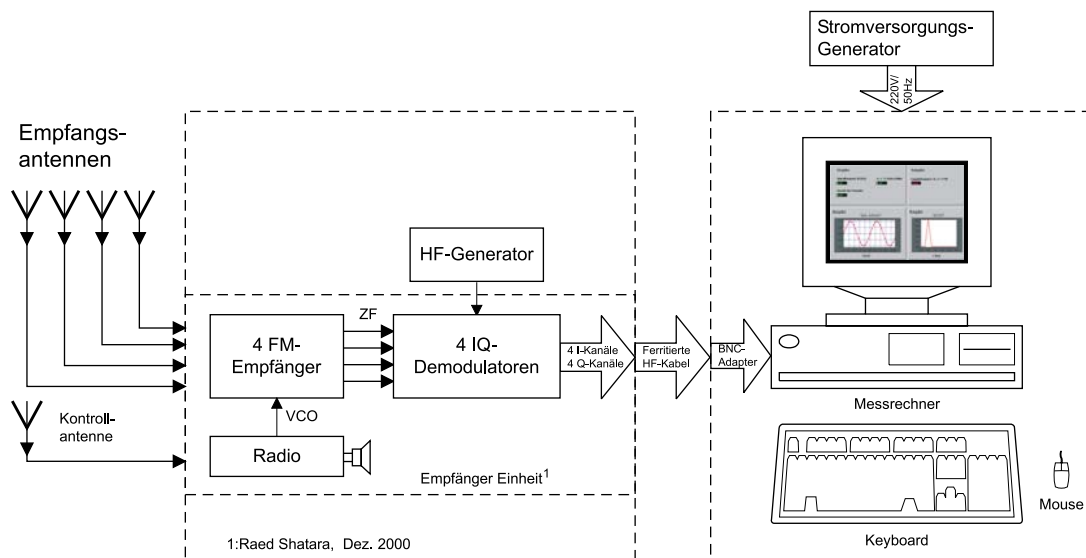 Stromversorgungs-
Generator
220V/
50Hz
Empfangs-
antennen
HF-Generator
ZF
4 FM-
Empfänger
4 IQ-
Demodulatoren
4 I-Kanäle
4 Q-Kanäle
Ferritierte
HF-Kabel
BNC-
Adapter
Messrechner
Kontroll-
antenne
VCO
Radio
Empfänger Einheit1
Mouse
Keyboard
1:Raed Shatara, Dez. 2000